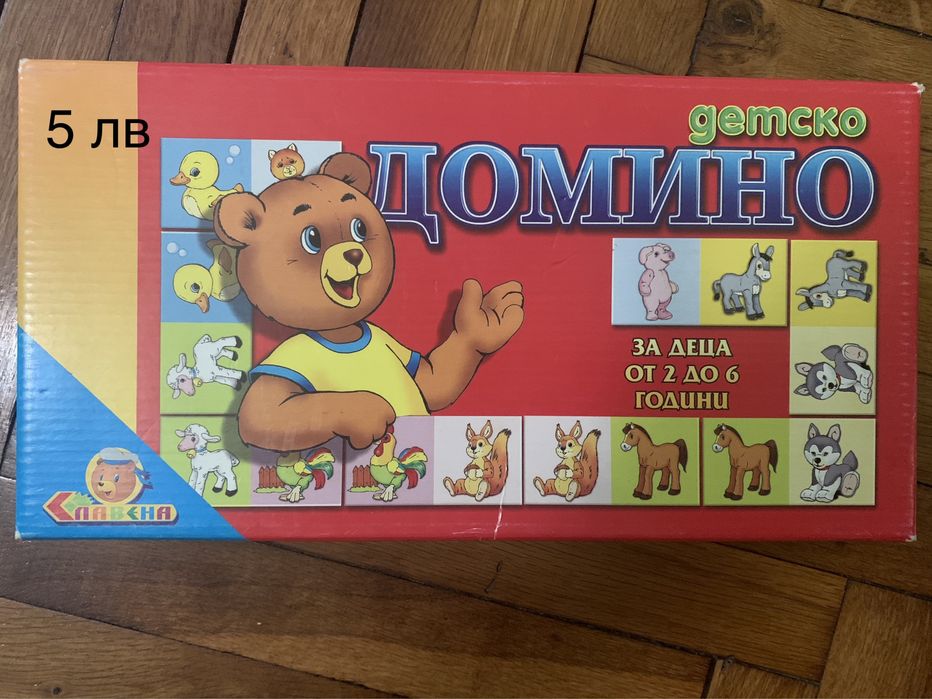 5 лв
детско
ДОМИНО
ЗА ДЕЦА
ОТ 2 ДО 6
ГОДИНИ
СЛАВЕНА